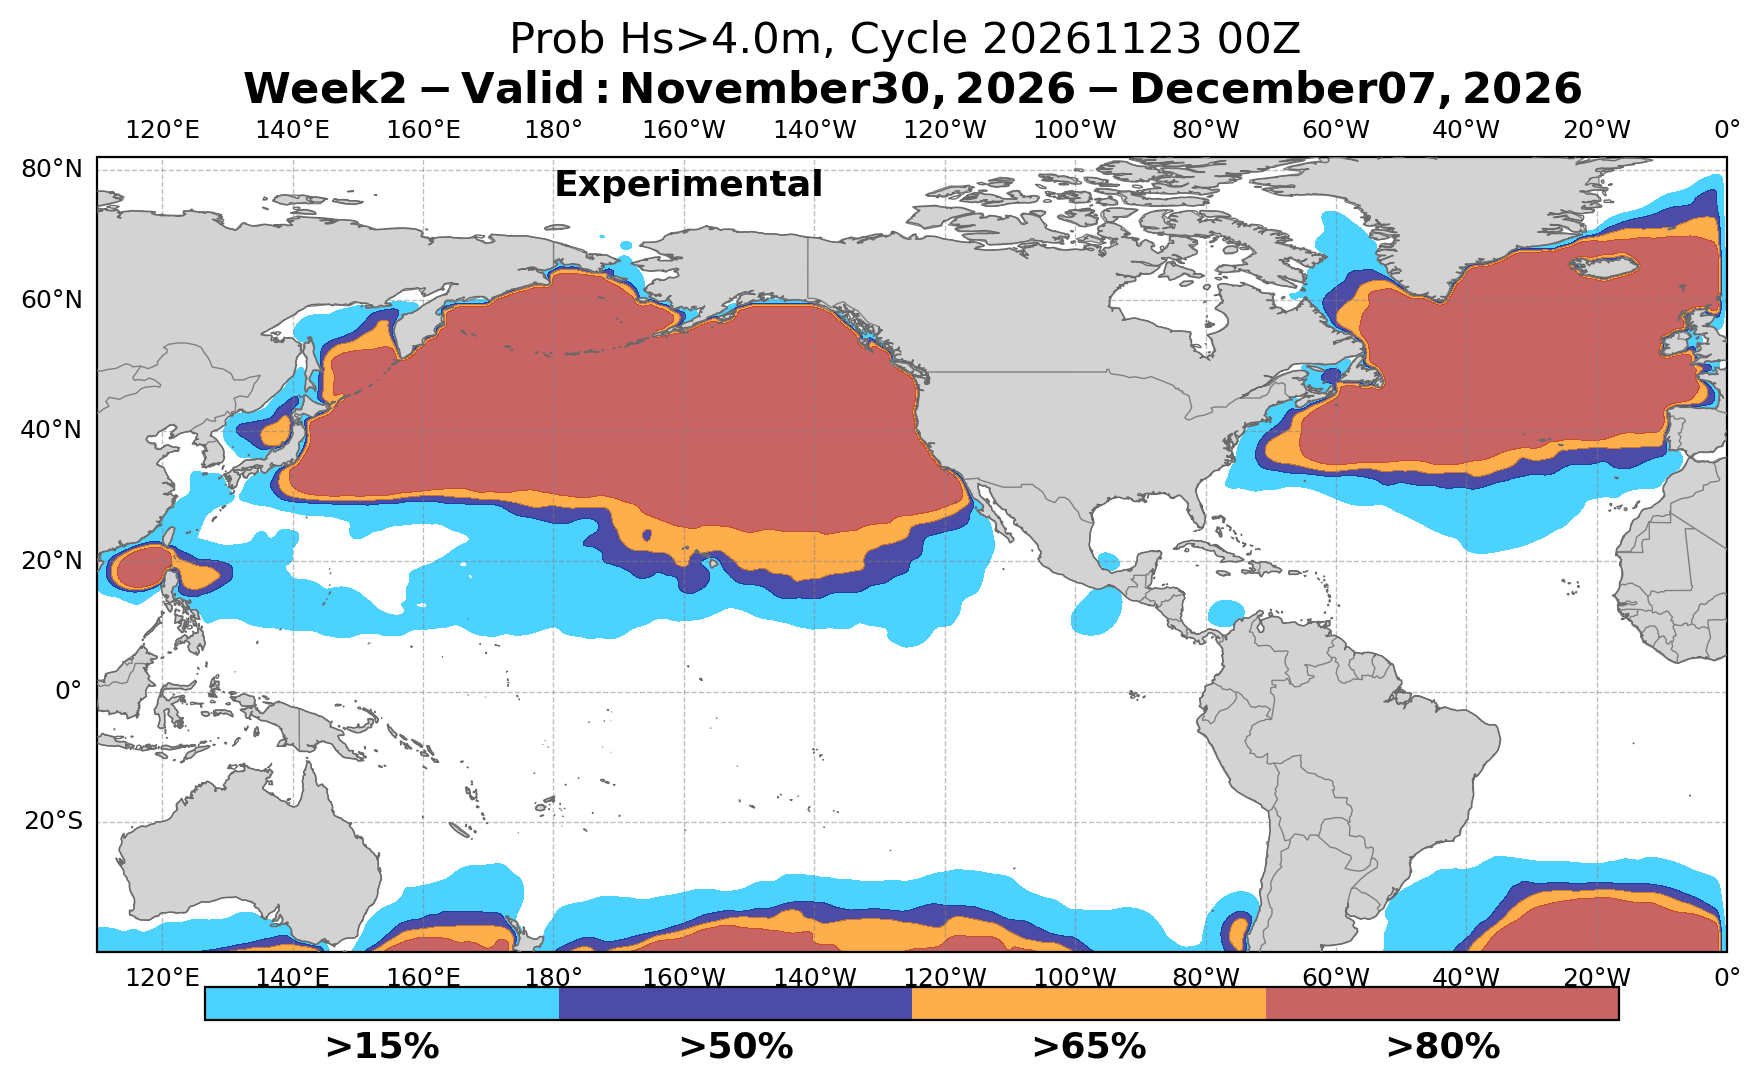 Prob Hs>4.0m, Cycle 20261123 00Z
Week2 − Valid : November30, 2026 − December07, 2026
120°E 140°E 160°E 180° 160°W 140°W 120°W 100°W 80°W 60°W 40°W 20°W 0°
80°N
Experimental
60°N
40°N
20°N
0°
20°S
120°E 140°E 160°E 180° 160°W 140°W 120°W 100°W 80°W 60°W 40°W 20°W 0°
>15% >50% >65% >80%